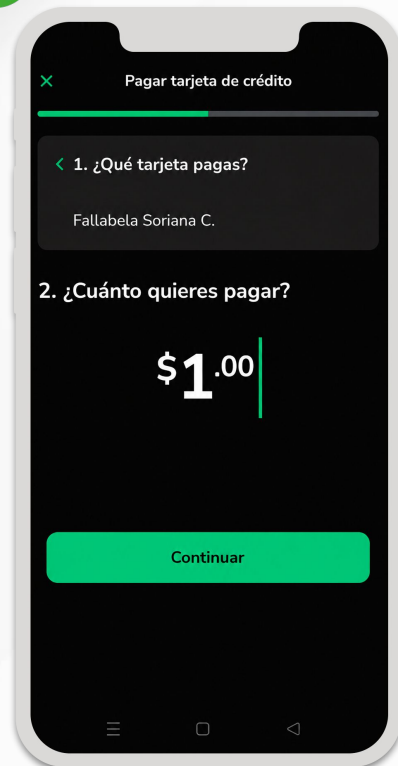 Pagar tarjeta de crédito
1. ¿Qué tarjeta pagas?
Fallabela Soriana C.
2. ¿Cuánto quieres pagar?
$1.00
Continuar